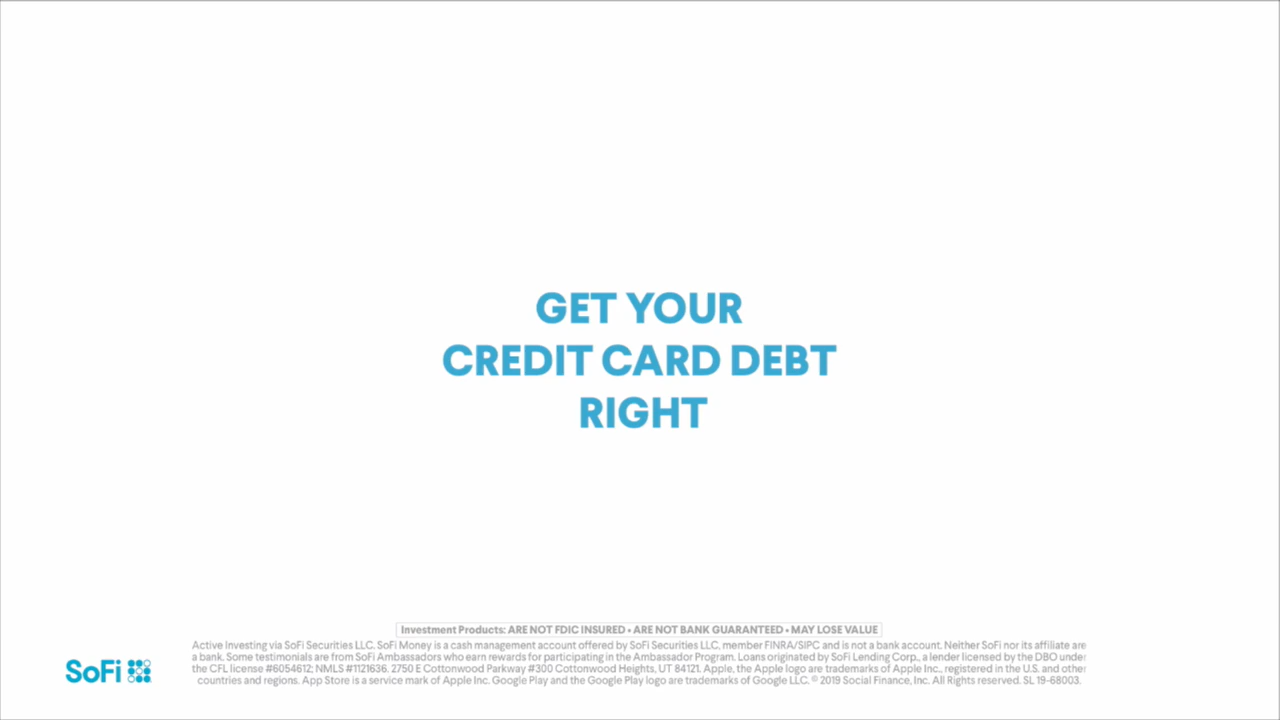 GET YOUR
CREDIT CARD DEBT
RIGHT
Investment Products: ARE NOT FDIC INSURED • ARE NOT BANK GUARANTEED • MAY LOSE VALUE
Active Investing via SoFi Securities LLC. SoFi Money is a cash management account offered by SoFi Securities LLC, member FINRA/SIPC and is not a bank account. Neither SoFi nor its affiliate are
a bank. Some testimonials are from SoFi Ambassadors who earn rewards for participating in the Ambassador Program. Loans originated by SoFi Lending Corp., a lender licensed by the DBO under
the CFL license #6054612; NMLS #1121636. 2750 E Cottonwood Parkway #300 Cottonwood Heights, UT 84121. Apple, the Apple logo are trademarks of Apple Inc., registered in the U.S. and other
countries and regions. App Store is a service mark of Apple Inc. Google Play and the Google Play logo are trademarks of Google LLC. © 2019 Social Finance, Inc. All Rights reserved. SL 19-68003.
SoFi